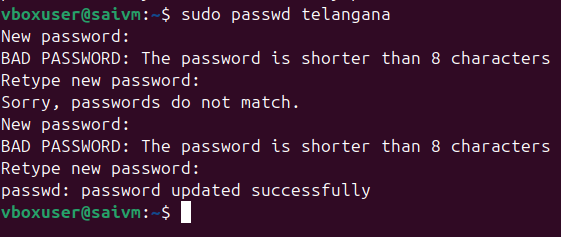 vboxuser@saivm:~$ sudo passwd telangana
New password:
BAD PASSWORD: The password is shorter than 8 characters
Retype new password:
Sorry, passwords do not match.
New password:
BAD PASSWORD: The password is shorter than 8 characters
Retype new password:
passwd: password updated successfully
vboxuser@saivm:~$